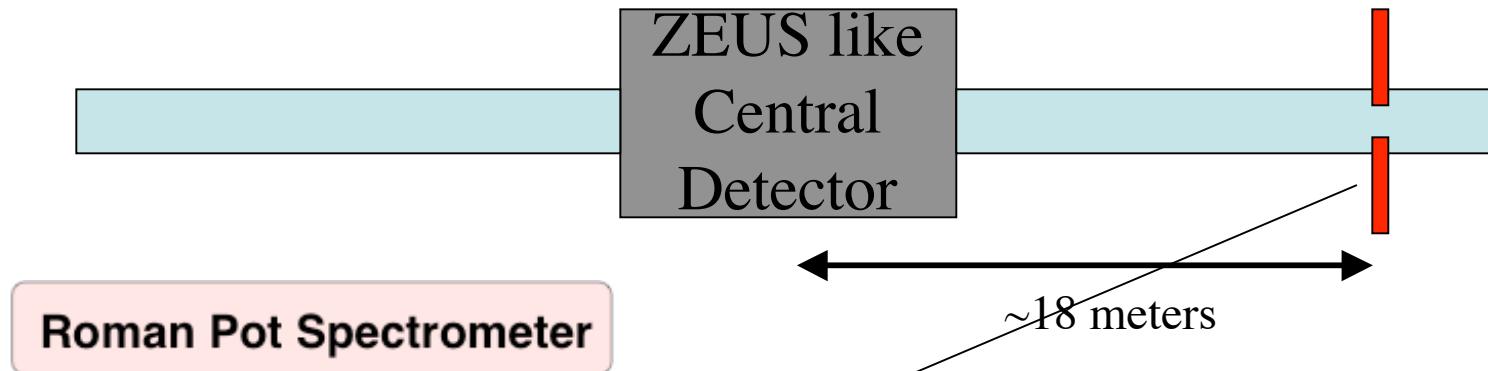 ZEUS like
Central
Detector
~18 meters
Roman Pot Spectrometer